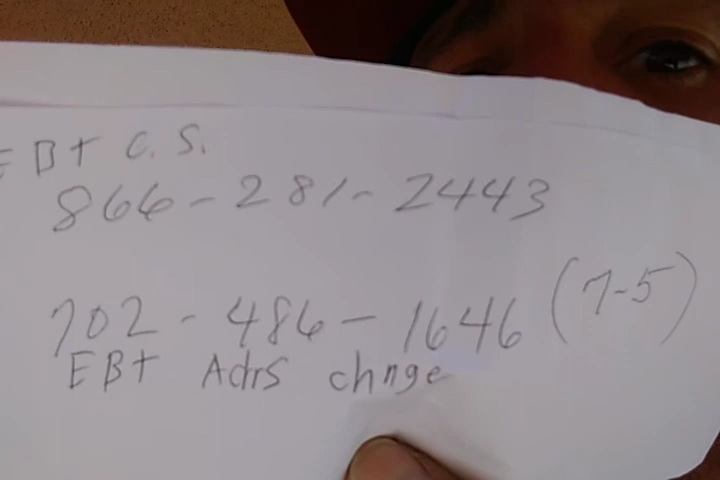 EBT C.S.
866-281-2443
702-486-1646 (7-5)
EBT Adrs chnge